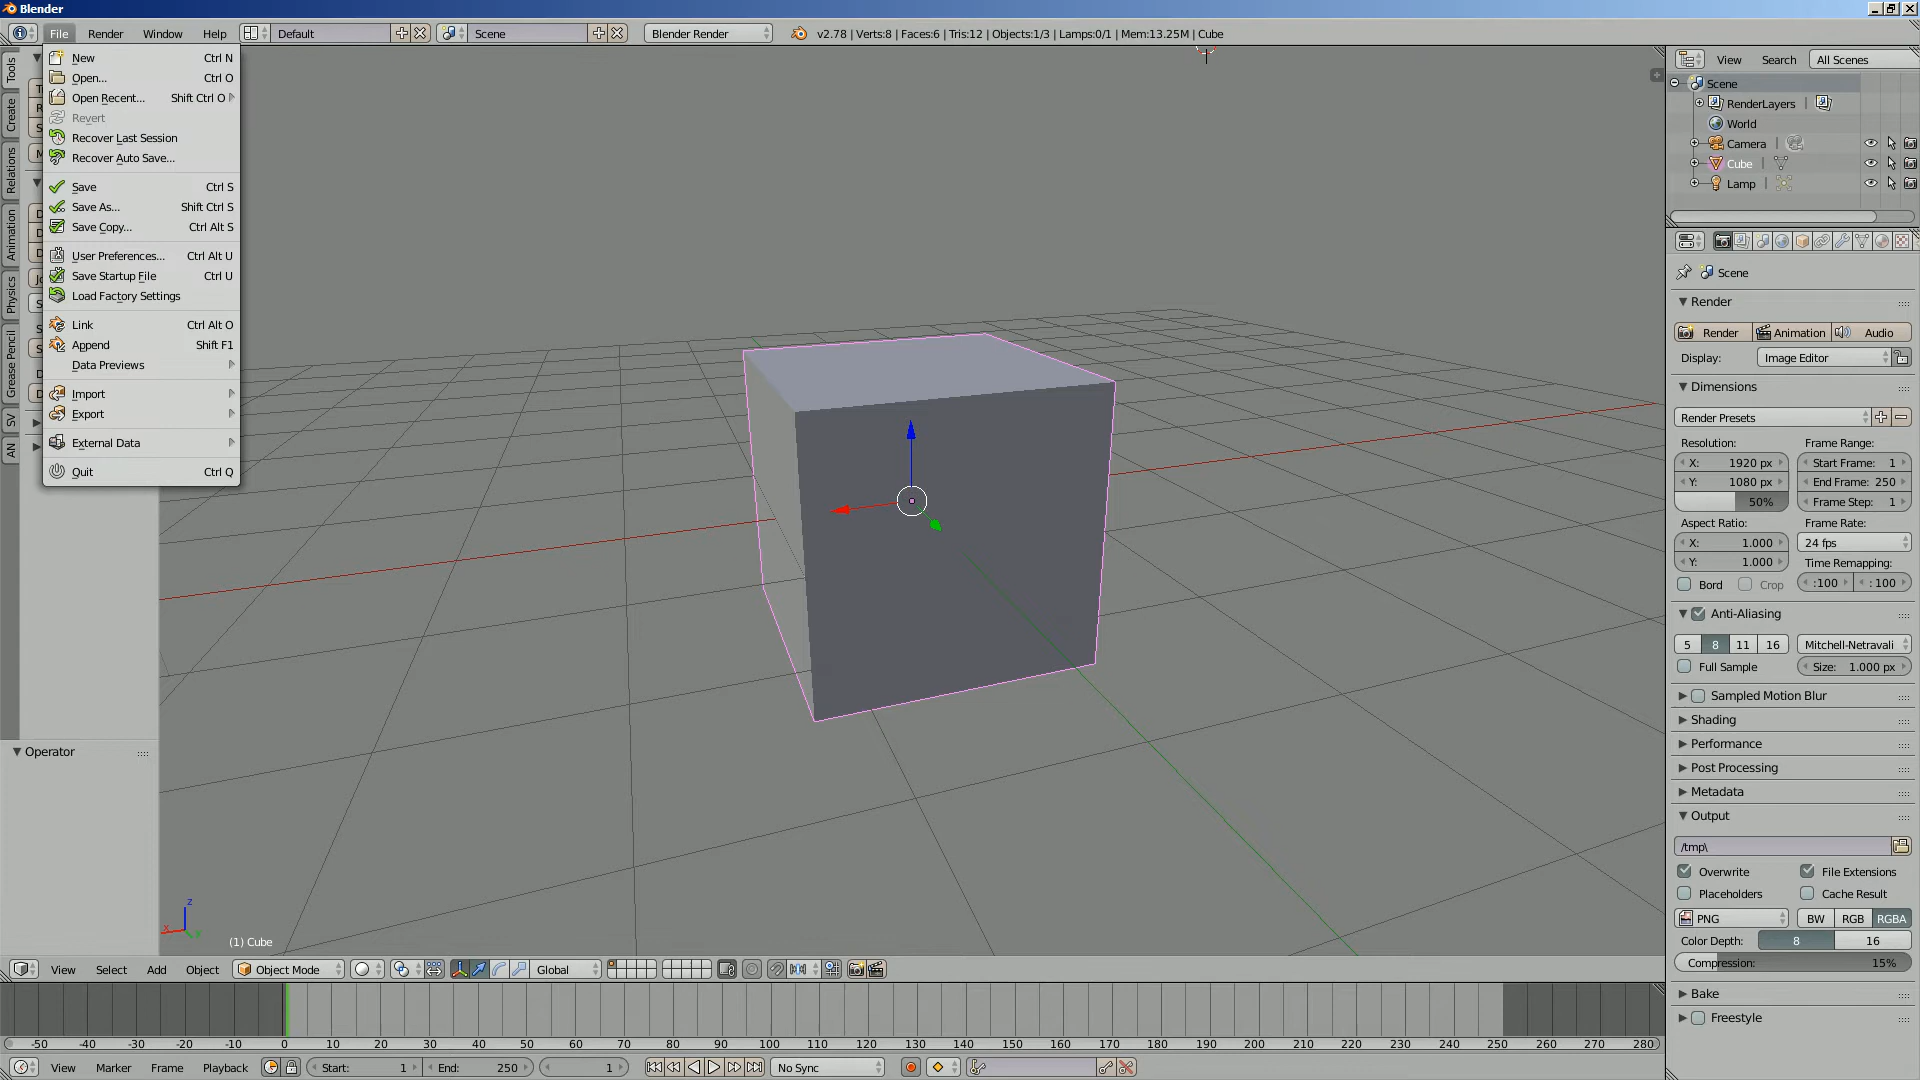 Blender
File Render Window Help Default Scene Blender Render v2.78 | Verts:8 | Faces:6 | Tris:12 | Objects:1/3 | Lamps:0/1 | Mem:13.25M | Cube
New Ctrl N
Open... Ctrl O
Open Recent... Shift Ctrl O
Revert
Recover Last Session
Recover Auto Save...
Save Ctrl S
Save As... Shift Ctrl S
Save Copy... Ctrl Alt S
User Preferences... Ctrl Alt U
Save Startup File Ctrl U
Load Factory Settings
Link Ctrl Alt O
Append Shift F1
Data Previews
Import
Export
External Data
Quit Ctrl Q
Tools
Create
Relations
Animation
Physics
Grease Pencil
SV
AN
Operator
z
x
y
(1) Cube
View Search All Scenes
Scene
RenderLayers
World
Camera
Cube
Lamp
Scene
Render
Render Animation Audio
Display: Image Editor
Dimensions
Render Presets
Resolution: Frame Range:
X: 1920 px Start Frame: 1
Y: 1080 px End Frame: 250
50% Frame Step: 1
Aspect Ratio: Frame Rate:
X: 1.000 24 fps
Y: 1.000 Time Remapping:
Bord Crop :100 : 100
Anti-Aliasing
5 8 11 16 Mitchell-Netravali
Full Sample Size: 1.000 px
Sampled Motion Blur
Shading
Performance
Post Processing
Metadata
Output
/tmp\
Overwrite File Extensions
Placeholders Cache Result
PNG BW RGB RGBA
Color Depth: 8 16
Compression: 15%
Bake
Freestyle
View Select Add Object Object Mode Global
-50 -40 -30 -20 -10 0 10 20 30 40 50 60 70 80 90 100 110 120 130 140 150 160 170 180 190 200 210 220 230 240 250 260 270 280
View Marker Frame Playback Start: 1 End: 250 1 No Sync